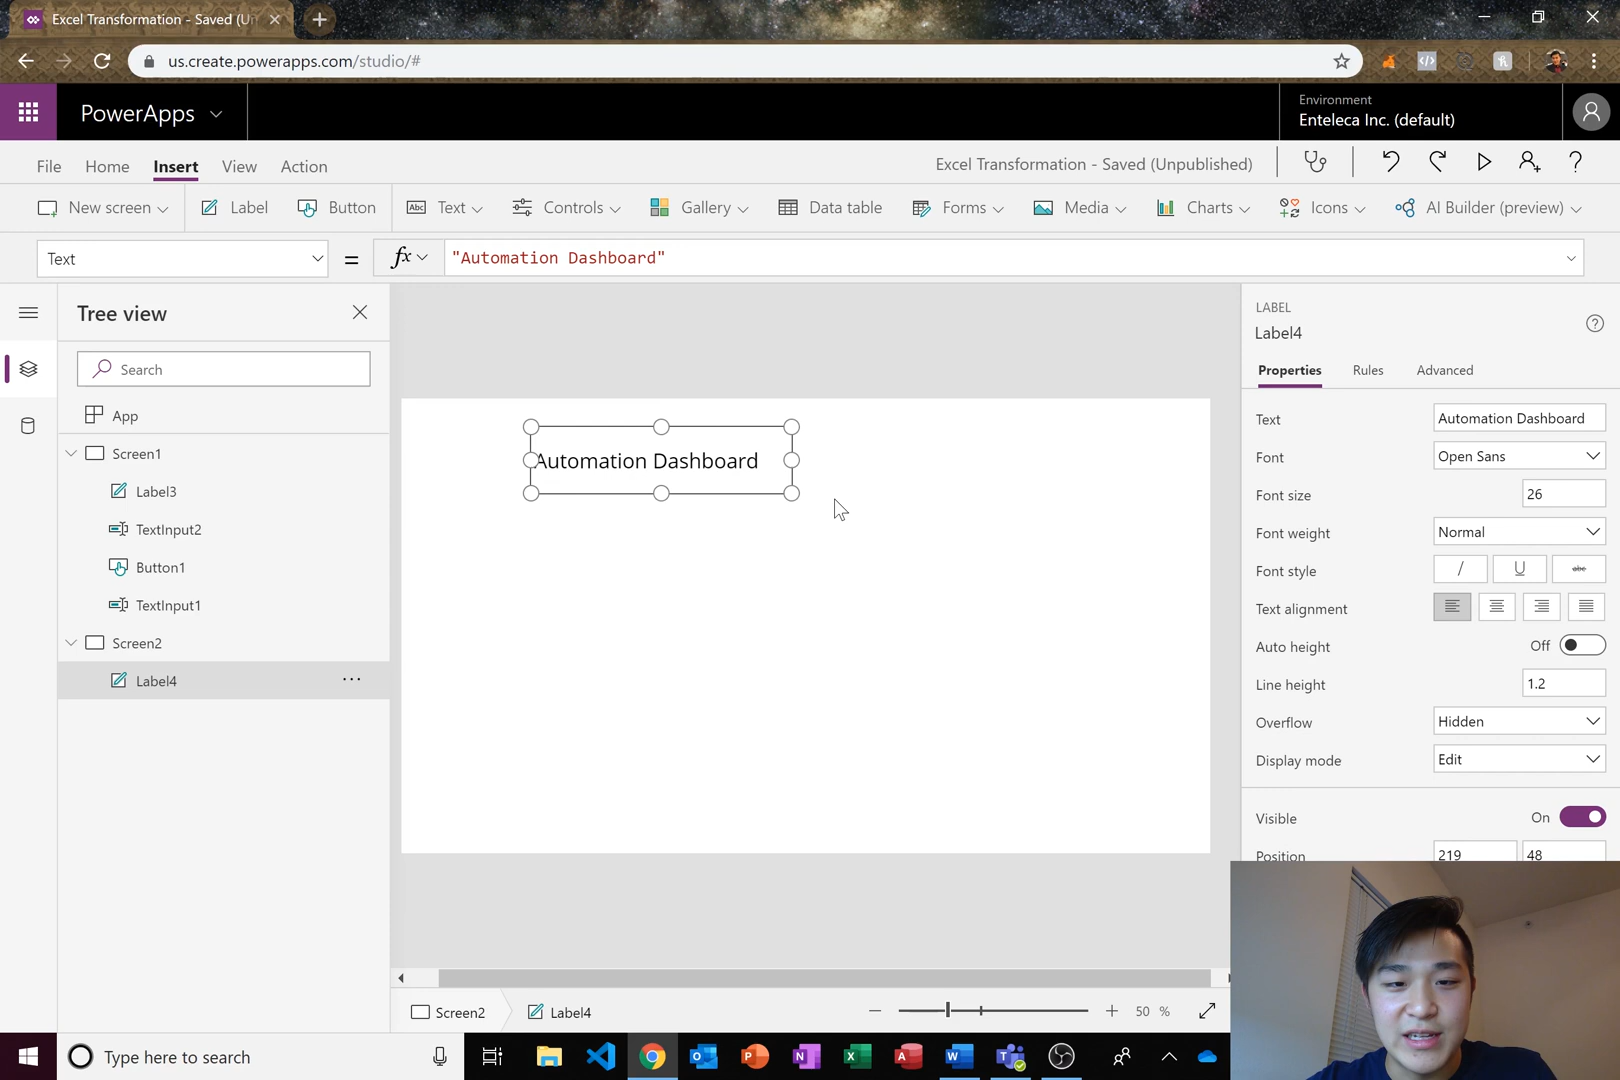 Excel Transformation - Saved (Un
us.create.powerapps.com/studio/#
PowerApps
Environment
Enteleca Inc. (default)
File Home Insert View Action
Excel Transformation - Saved (Unpublished)
New screen Label Button Text Controls Gallery Data table Forms Media Charts Icons AI Builder (preview)
Text = fx "Automation Dashboard"
Tree view
Search
App
Screen1
Label3
TextInput2
Button1
TextInput1
Screen2
Label4 ...
Automation Dashboard
LABEL
Label4
Properties Rules Advanced
Text Automation Dashboard
Font Open Sans
Font size 26
Font weight Normal
Font style / U abc
Text alignment
Auto height Off
Line height 1.2
Overflow Hidden
Display mode Edit
Visible On
Position 219 48
Screen2 Label4 50 %
Type here to search